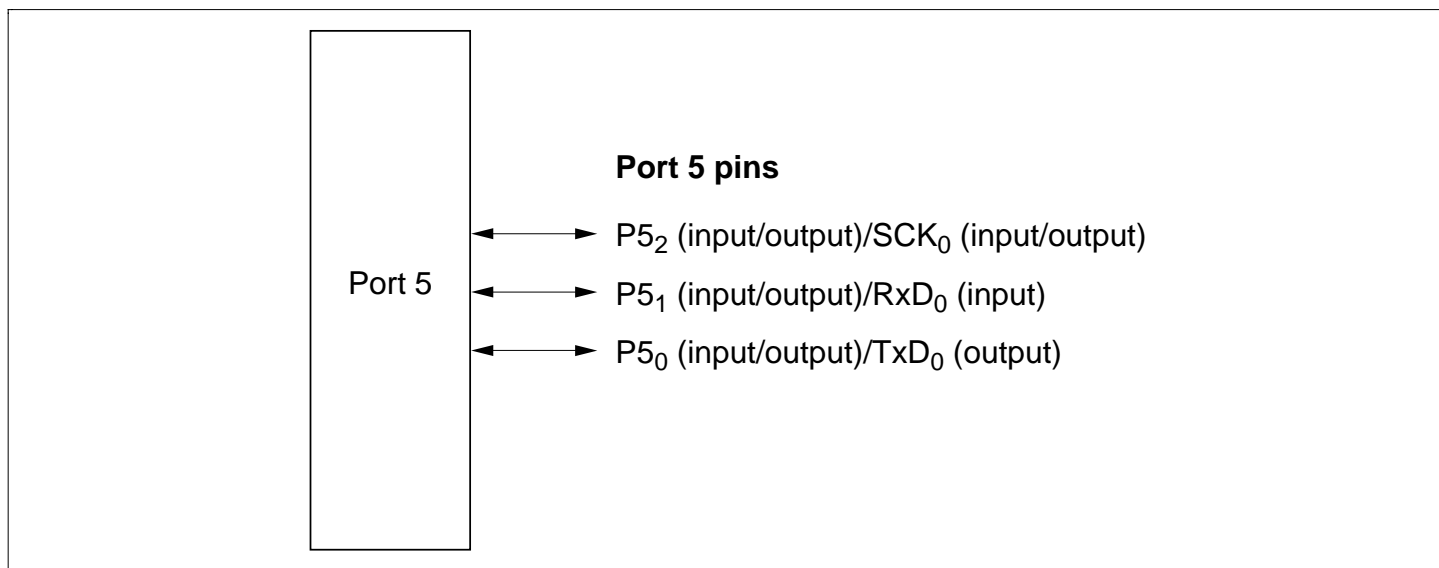 Port 5 pins
P5₂ (input/output)/SCK₀ (input/output)
Port 5
P5₁ (input/output)/RxD₀ (input)
P5₀ (input/output)/TxD₀ (output)